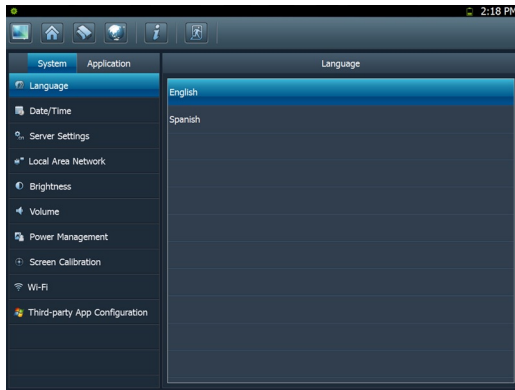 2:18 PM
System Application
Language
Language
Date/Time
Server Settings
Local Area Network
Brightness
Volume
Power Management
Screen Calibration
Wi-Fi
Third-party App Configuration
English
Spanish